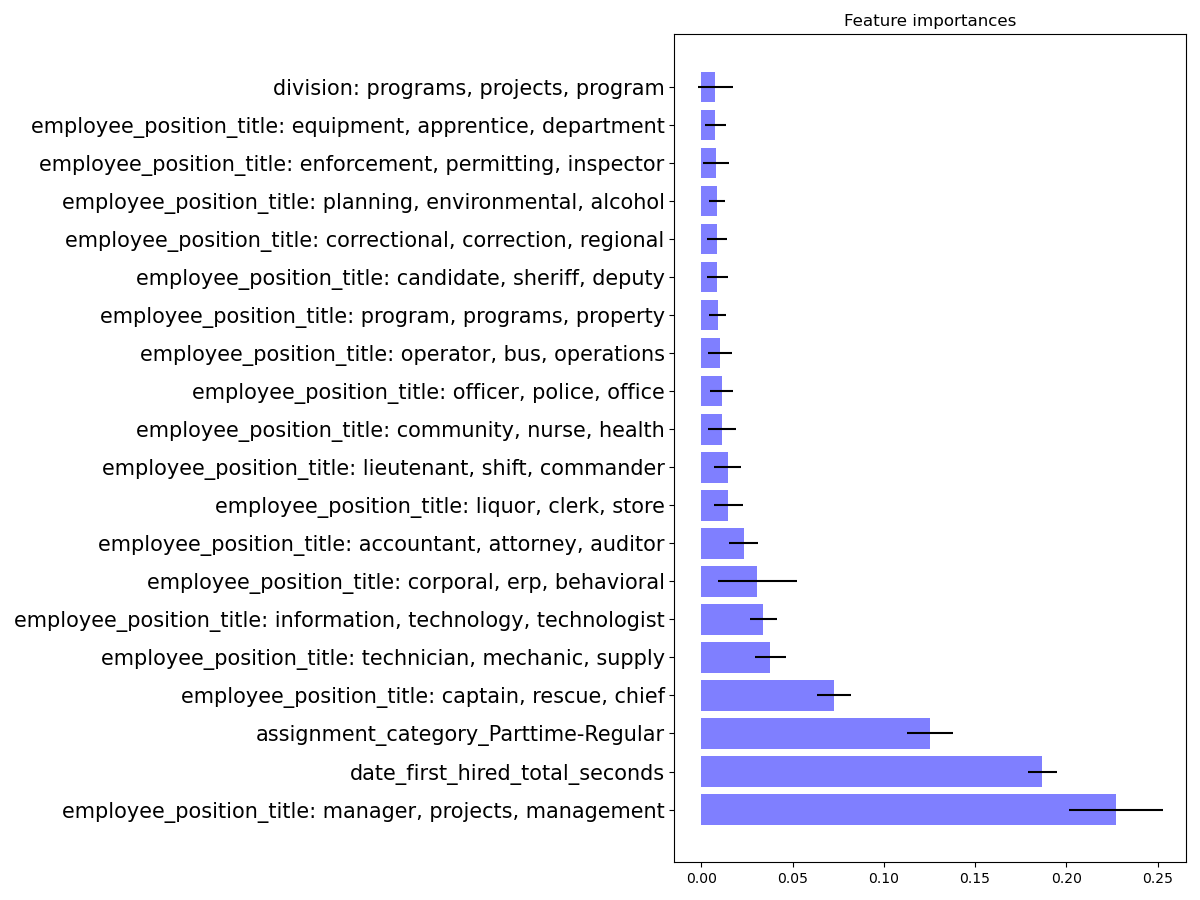 Feature importances
division: programs, projects, program
employee_position_title: equipment, apprentice, department
employee_position_title: enforcement, permitting, inspector
employee_position_title: planning, environmental, alcohol
employee_position_title: correctional, correction, regional
employee_position_title: candidate, sheriff, deputy
employee_position_title: program, programs, property
employee_position_title: operator, bus, operations
employee_position_title: officer, police, office
employee_position_title: community, nurse, health
employee_position_title: lieutenant, shift, commander
employee_position_title: liquor, clerk, store
employee_position_title: accountant, attorney, auditor
employee_position_title: corporal, erp, behavioral
employee_position_title: information, technology, technologist
employee_position_title: technician, mechanic, supply
employee_position_title: captain, rescue, chief
assignment_category_Parttime-Regular
date_first_hired_total_seconds
employee_position_title: manager, projects, management
0.00 0.05 0.10 0.15 0.20 0.25